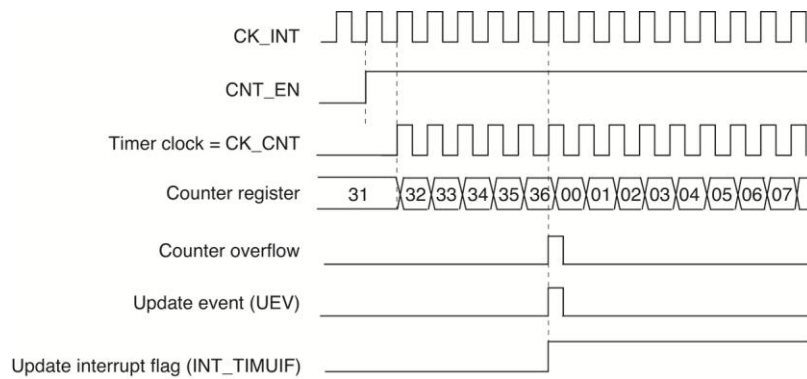 CK_INT
CNT_EN
Timer clock = CK_CNT
Counter register 31 32 33 34 35 36 00 01 02 03 04 05 06 07
Counter overflow
Update event (UEV)
Update interrupt flag (INT_TIMUIF)